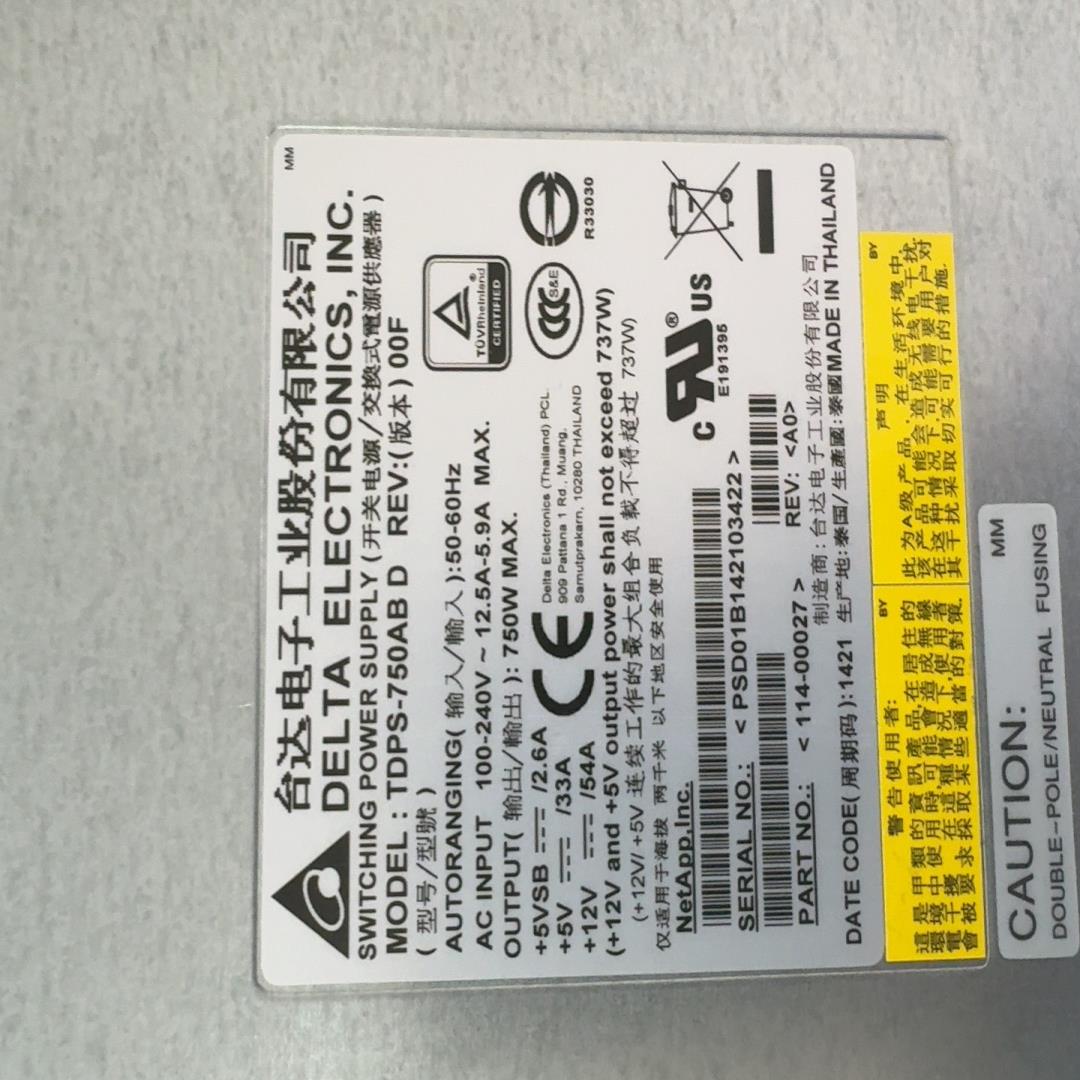 MM
台达电子工业股份有限公司
DELTA ELECTRONICS, INC.
SWITCHING POWER SUPPLY (开关电源/交换式電源供應器)
MODEL : TDPS-750AB D REV:(版本) 00F
(型号/型號)
AUTORANGING( 输入/輸入 ):50-60Hz
AC INPUT 100-240V ~ 12.5A-5.9A MAX.
OUTPUT( 输出/輸出 ): 750W MAX.
+5VSB /2.6A
+5V /33A
+12V /54A
CE
Delta Electronics (Thailand) PCL.
909 Pattana 1 Rd., Muang.
Samutprakarn, 10280 THAILAND
TÜVRheinland ®
CERTIFIED
CCC S&E
R33030
(+12V and +5V output power shall not exceed 737W)
(+12V/ +5V 连续工作的最大组合负载不得超过 737W)
仅适用于海拔 两千米 以下地区安全使用
NetApp,Inc.
SERIAL NO.: < PSD01B142103422 >
PART NO.: < 114-00027 > REV: <A0>
c RU ® US
E191395
制造商: 台达电子工业股份有限公司
DATE CODE(周期码):1421 生产地:泰国/生產國:泰國MADE IN THAILAND
BY
警告使用者:
這是甲類的資訊產品,在居住的
環境中使用時,可能會造成無線
電干擾,在這種情況下,使用者
會被要求採取某些適當的對策.
BY
声明
此为A级产品,在生活环境中,
该产品可能会造成无线电干扰.
在这种情况下,可能需要用户对
其干扰采取切实可行的措施.
MM
CAUTION:
DOUBLE-POLE/NEUTRAL FUSING